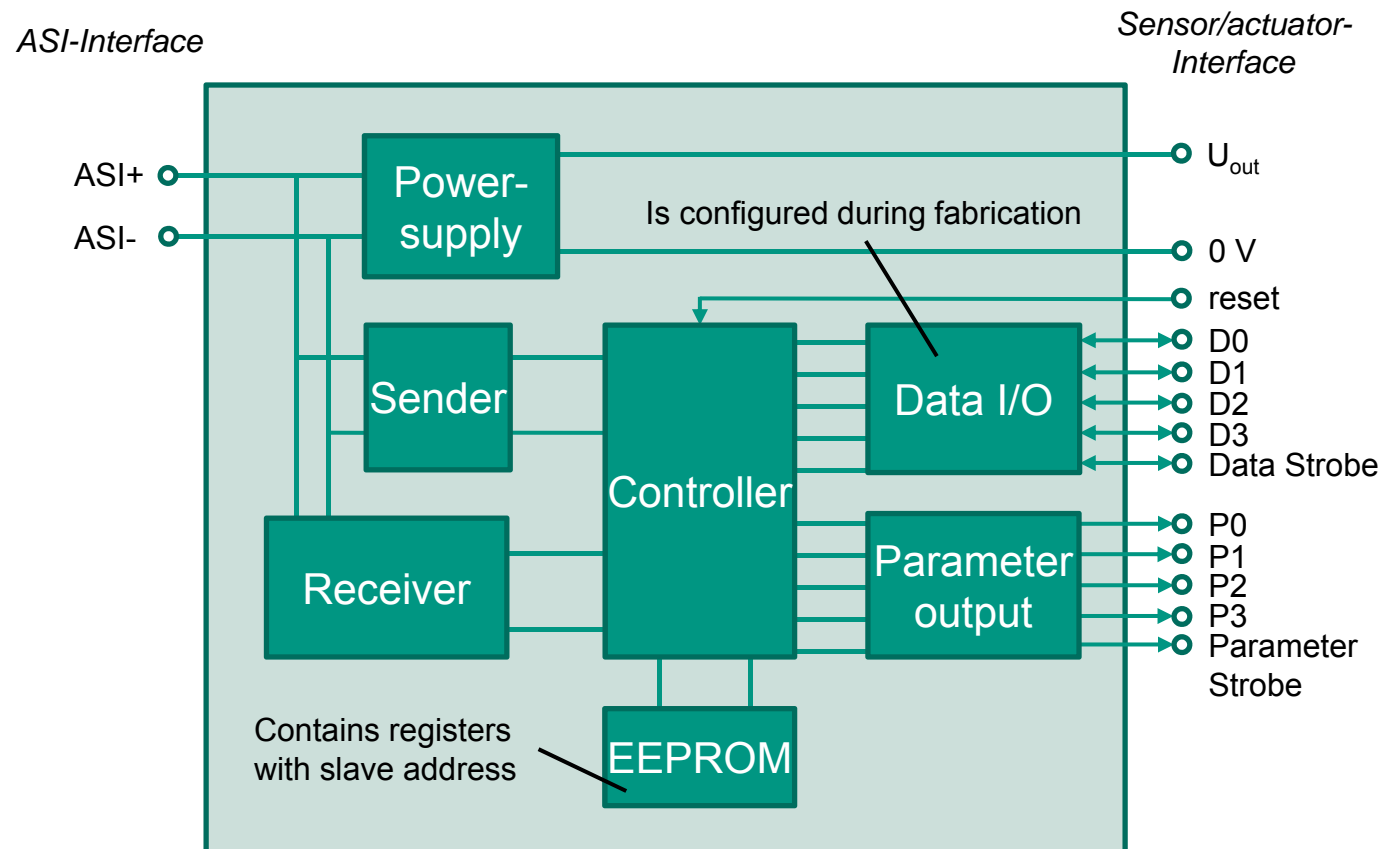 ASI-Interface
Sensor/actuator-
Interface
ASI+
ASI-
Power-
supply
Is configured during fabrication
Uout
0 V
reset
Sender
Controller
Data I/O
D0
D1
D2
D3
Data Strobe
Receiver
Parameter
output
P0
P1
P2
P3
Parameter
Strobe
Contains registers
with slave address
EEPROM